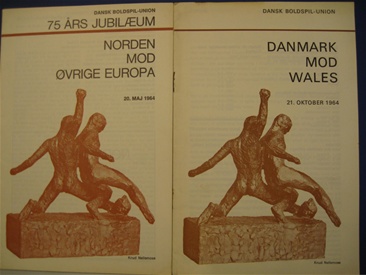 DANSK BOLDSPIL-UNION
75 ÅRS JUBILÆUM
NORDEN
MOD
ØVRIGE EUROPA
20. MAJ 1964
DANSK BOLDSPIL-UNION
DANMARK
MOD
WALES
21. OKTOBER 1964